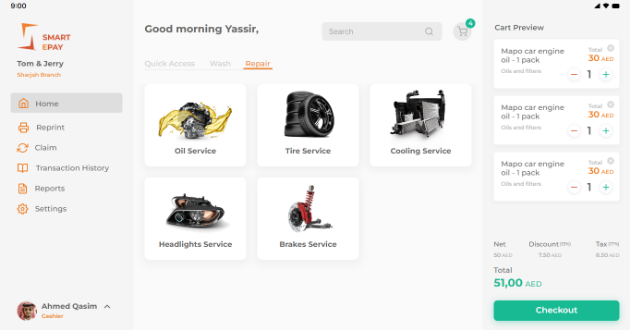 9:00
SMART
EPAY
Tom & Jerry
Sharjah Branch
Home
Reprint
Claim
Transaction History
Reports
Settings
Ahmed Qasim
Cashier
Good morning Yassir,
Search
4
Quick Access
Wash
Repair
Oil Service
Tire Service
Cooling Service
Headlights Service
Brakes Service
Cart Preview
Mapo car engine
oil - 1 pack
Oils and filters
Total
30 AED
1
Mapo car engine
oil - 1 pack
Oils and filters
Total
30 AED
1
Mapo car engine
oil - 1 pack
Oils and filters
Total
30 AED
1
Net
50 AED
Discount
7.50 AED
Tax
8.50 AED
Total
51,00 AED
Checkout